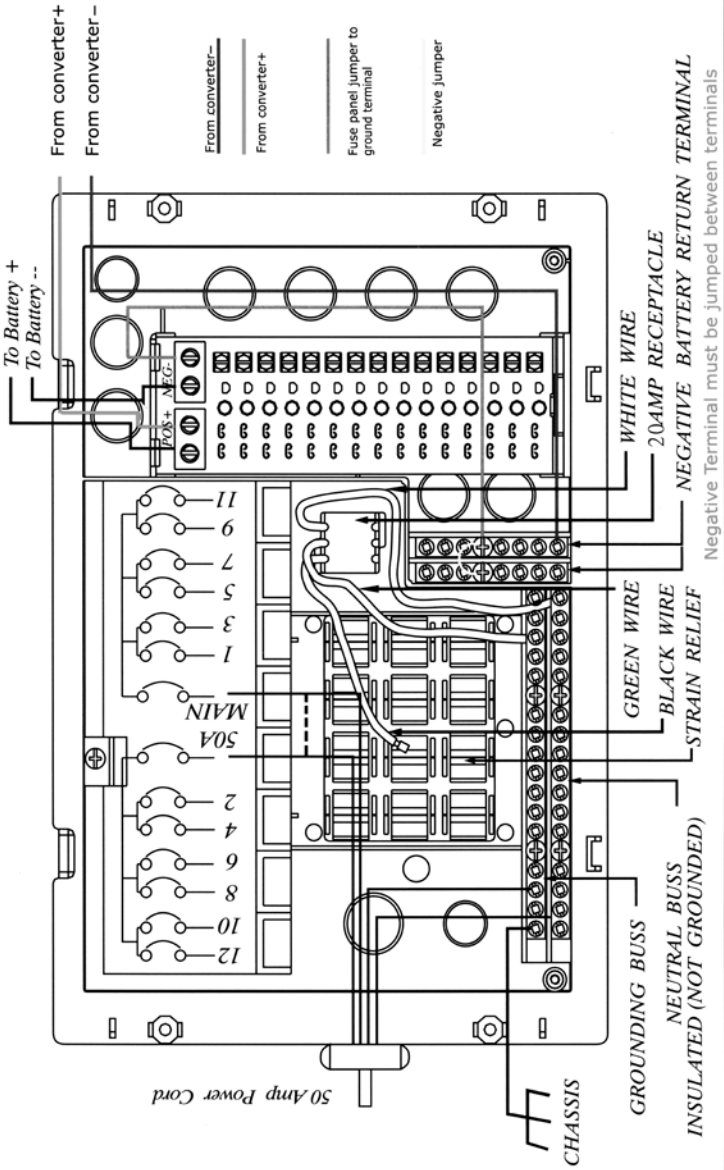 From converter+
From converter−
To Battery +
To Battery --
From converter−
From converter+
Fuse panel jumper to
ground terminal
Negative jumper
POS+
NEG-
11
9
7
5
3
1
MAIN
50A
2
4
6
8
10
12
WHITE WIRE
20AMP RECEPTACLE
NEGATIVE BATTERY RETURN TERMINAL
Negative Terminal must be jumped between terminals
GREEN WIRE
BLACK WIRE
STRAIN RELIEF
50 Amp Power Cord
CHASSIS
GROUNDING BUSS
NEUTRAL BUSS
INSULATED (NOT GROUNDED)